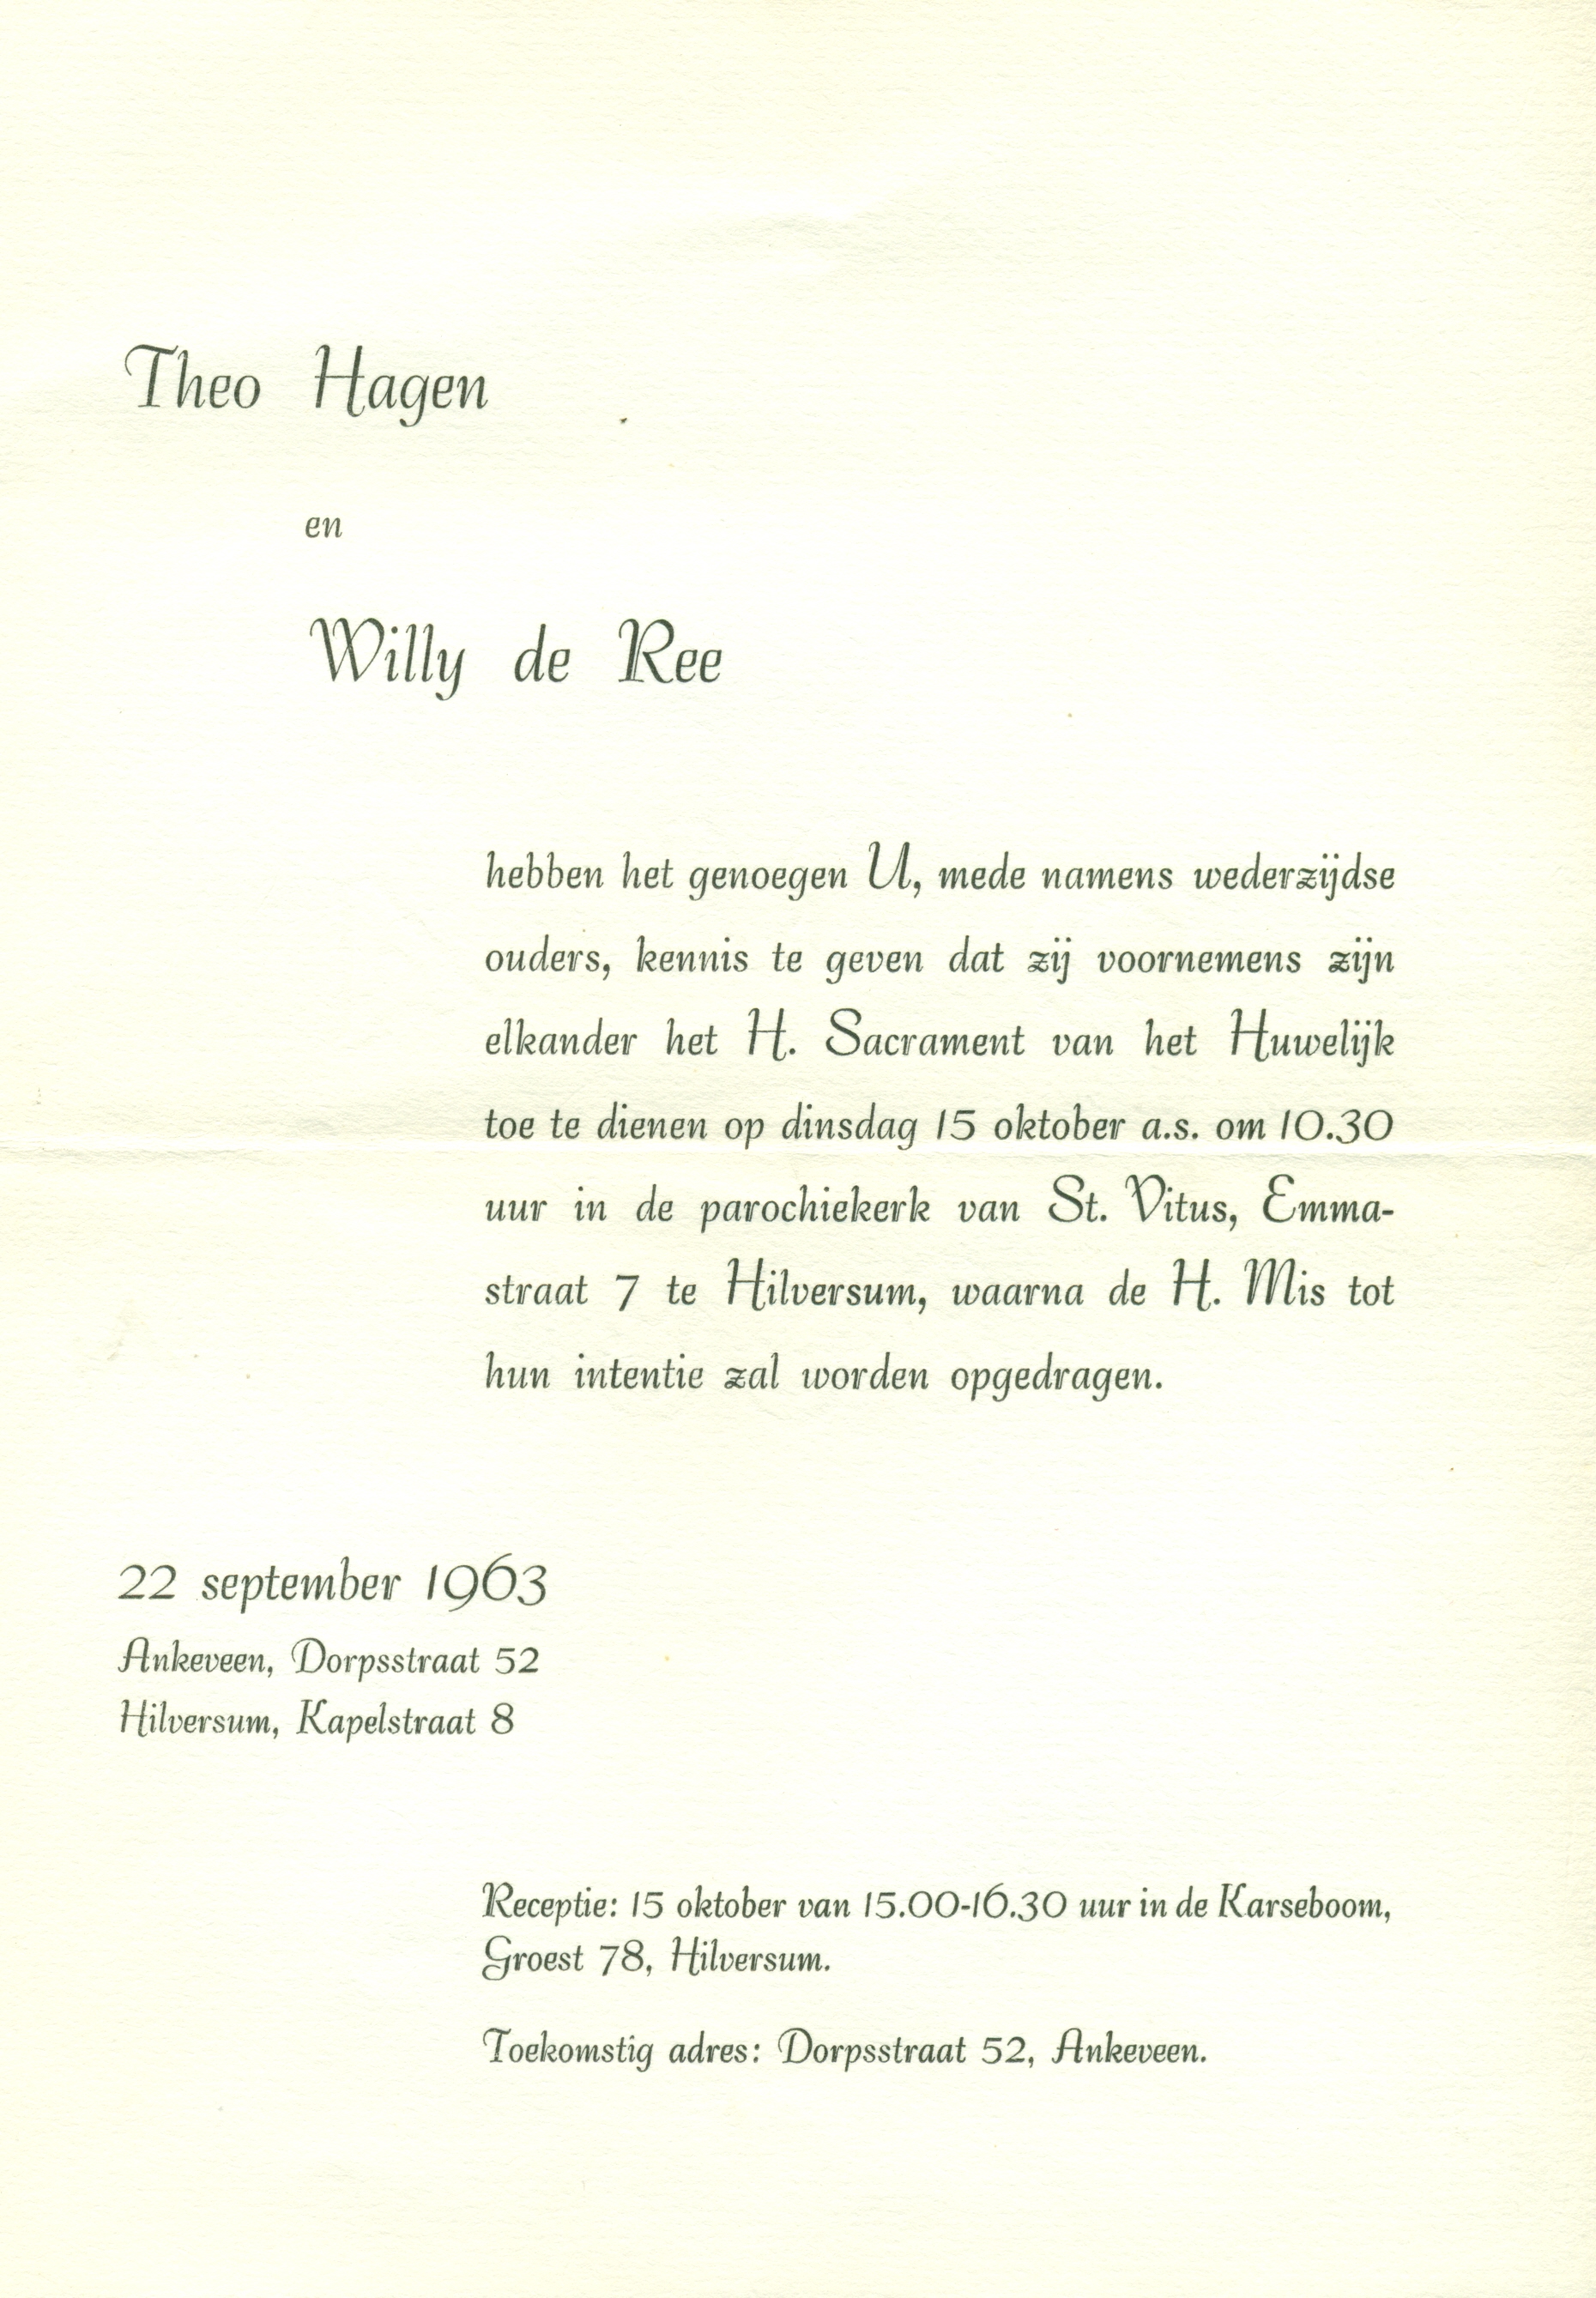 Theo Hagen
en
Willy de Ree
hebben het genoegen U, mede namens wederzijdse
ouders, kennis te geven dat zij voornemens zijn
elkander het H. Sacrament van het Huwelijk
toe te dienen op dinsdag 15 oktober a.s. om 10.30
uur in de parochiekerk van St. Vitus, Emma-
straat 7 te Hilversum, waarna de H. Mis tot
hun intentie zal worden opgedragen.
22 september 1963
Ankeveen, Dorpsstraat 52
Hilversum, Kapelstraat 8
Receptie: 15 oktober van 15.00-16.30 uur in de Karseboom,
Groest 78, Hilversum.
Toekomstig adres: Dorpsstraat 52, Ankeveen.